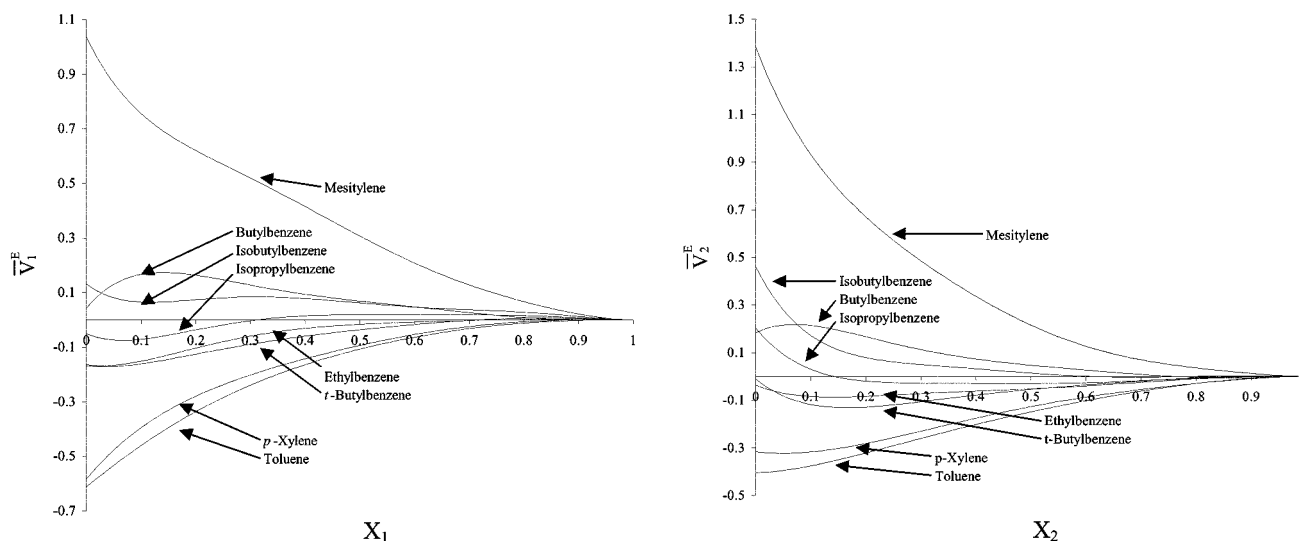 1.1
0.9
0.7
0.5
0.3
0.1
-0.1
-0.3
-0.5
-0.7
V̅₁ᴱ
Mesitylene
Butylbenzene
Isobutylbenzene
Isopropylbenzene
0.1 0.2 0.3 0.4 0.5 0.6 0.7 0.8 0.9 1
Ethylbenzene
t-Butylbenzene
p-Xylene
Toluene
X₁
1.5
1.3
1.1
0.9
0.7
0.5
0.3
0.1
-0.1
-0.3
-0.5
V̅₂ᴱ
Mesitylene
Isobutylbenzene
Butylbenzene
Isopropylbenzene
0.1 0.2 0.3 0.4 0.5 0.6 0.7 0.8 0.9
Ethylbenzene
t-Butylbenzene
p-Xylene
Toluene
X₂